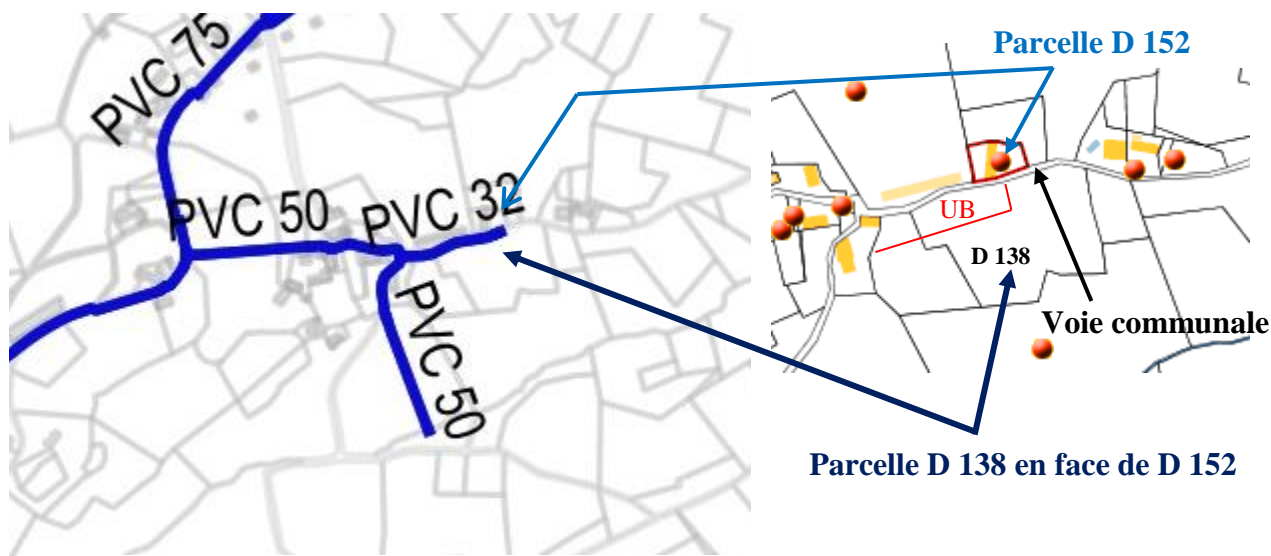 PVC 75
PVC 50
PVC 32
PVC 50
Parcelle D 152
UB
D 138
Voie communale
Parcelle D 138 en face de D 152